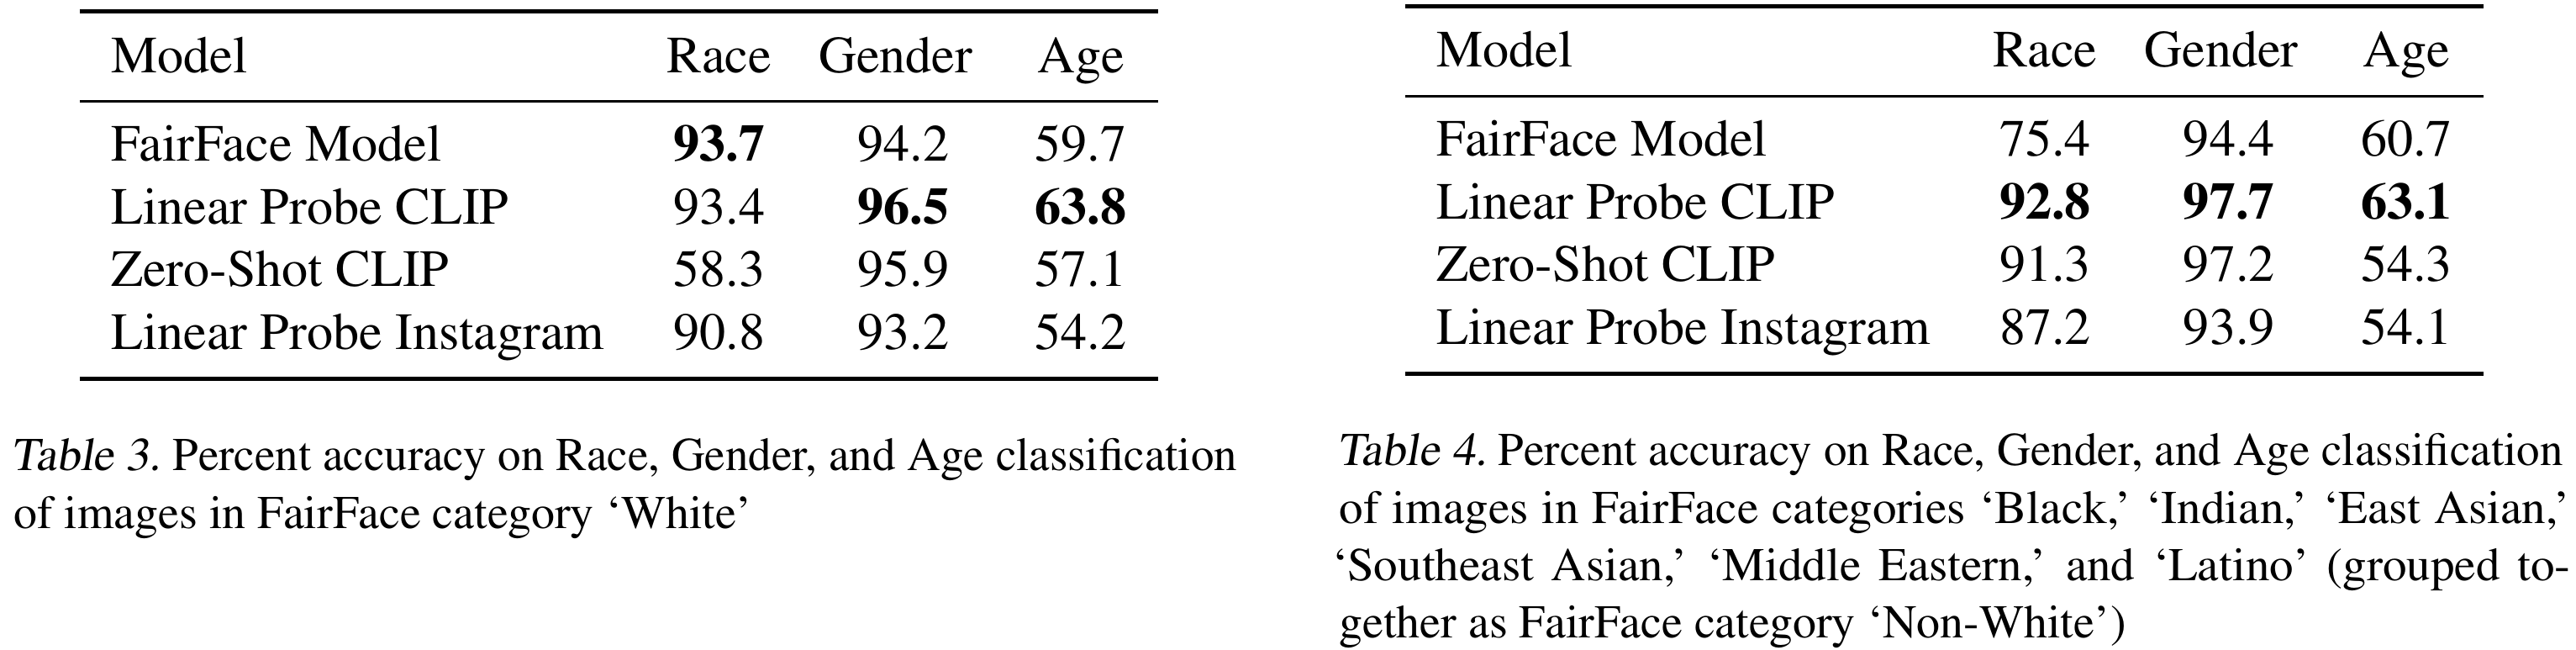 Model Race Gender Age
FairFace Model 93.7 94.2 59.7
Linear Probe CLIP 93.4 96.5 63.8
Zero-Shot CLIP 58.3 95.9 57.1
Linear Probe Instagram 90.8 93.2 54.2
Table 3. Percent accuracy on Race, Gender, and Age classification
of images in FairFace category ‘White’
Model Race Gender Age
FairFace Model 75.4 94.4 60.7
Linear Probe CLIP 92.8 97.7 63.1
Zero-Shot CLIP 91.3 97.2 54.3
Linear Probe Instagram 87.2 93.9 54.1
Table 4. Percent accuracy on Race, Gender, and Age classification
of images in FairFace categories ‘Black,’ ‘Indian,’ ‘East Asian,’
‘Southeast Asian,’ ‘Middle Eastern,’ and ‘Latino’ (grouped to-
gether as FairFace category ‘Non-White’)